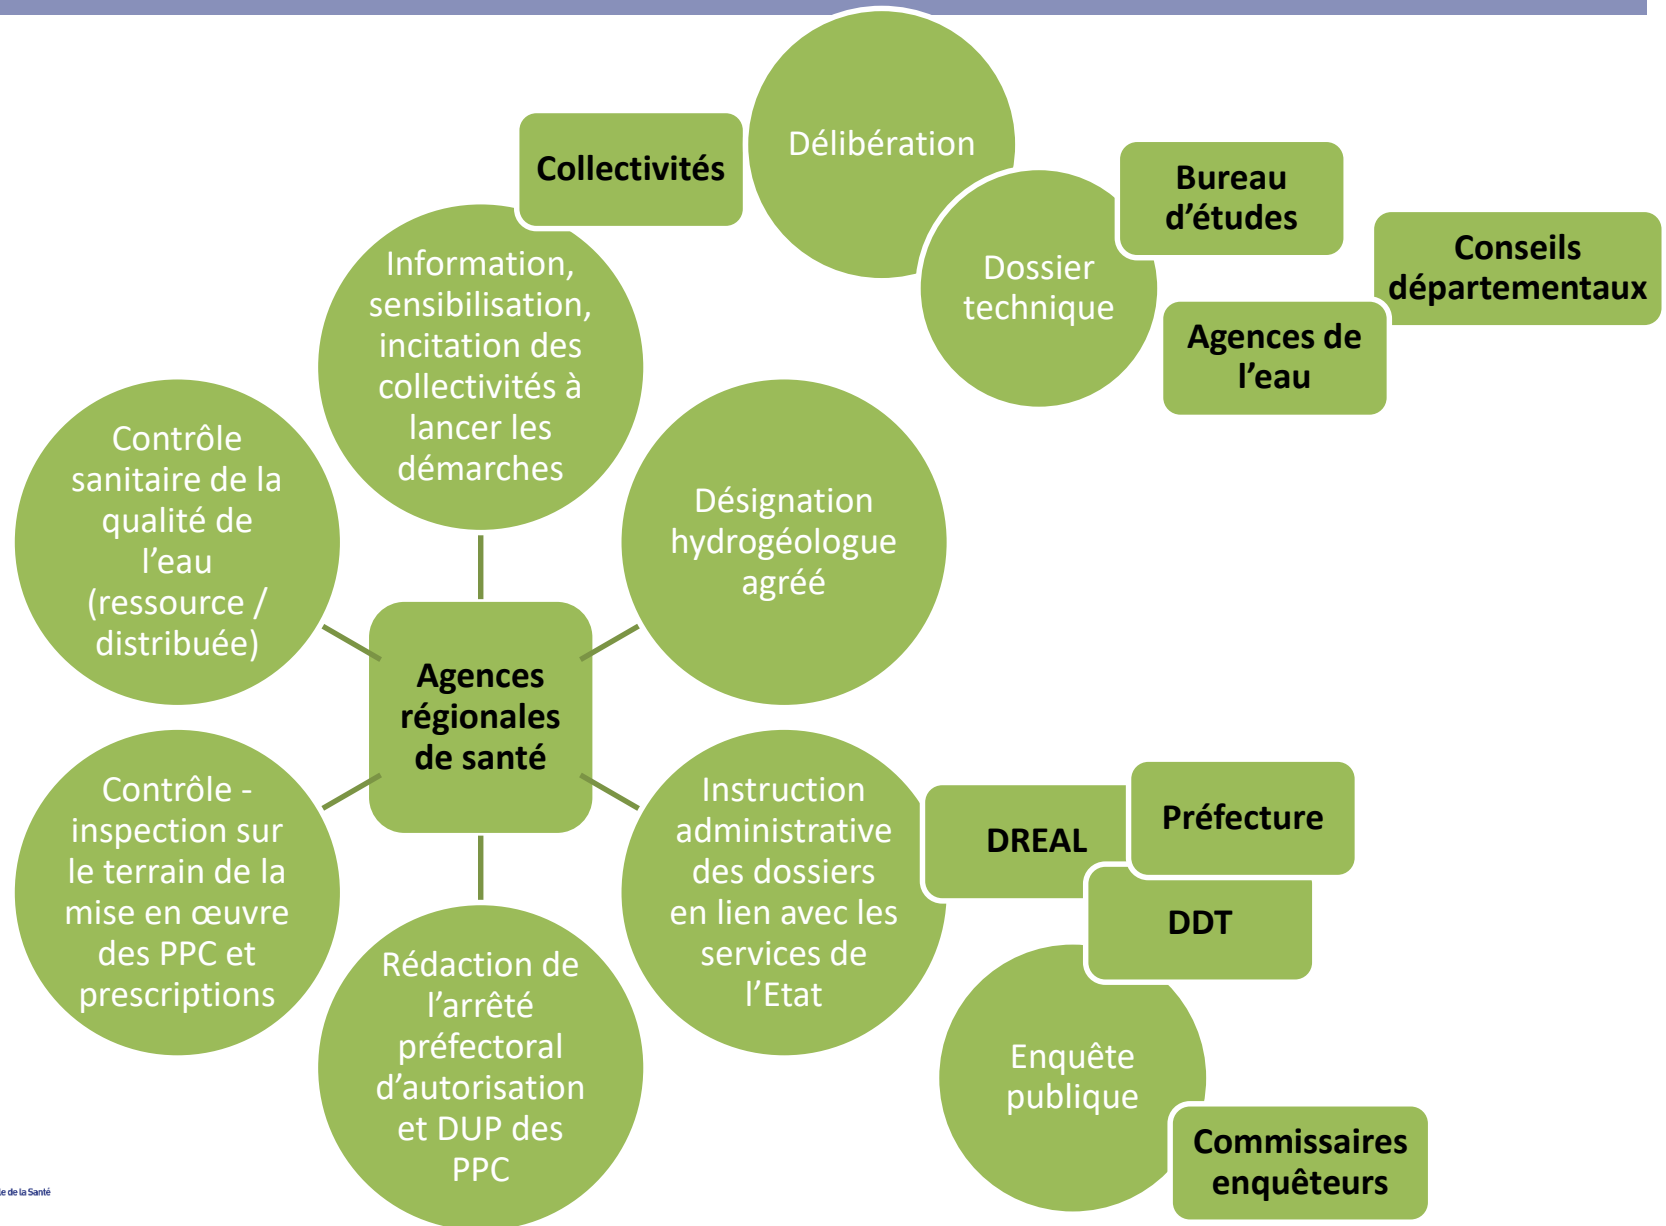 Délibération
Collectivités
Bureau
d’études
Conseils
départementaux
Dossier
technique
Agences de
l’eau
Information,
sensibilisation,
incitation des
collectivités à
lancer les
démarches
Contrôle
sanitaire de la
qualité de
l’eau
(ressource /
distribuée)
Désignation
hydrogéologue
agréé
Agences
régionales
de santé
Contrôle -
inspection sur
le terrain de la
mise en œuvre
des PPC et
prescriptions
Instruction
administrative
des dossiers
en lien avec les
services de
l’Etat
DREAL
Préfecture
DDT
Rédaction de
l’arrêté
préfectoral
d’autorisation
et DUP des
PPC
Enquête
publique
Commissaires
enquêteurs
le de la Santé